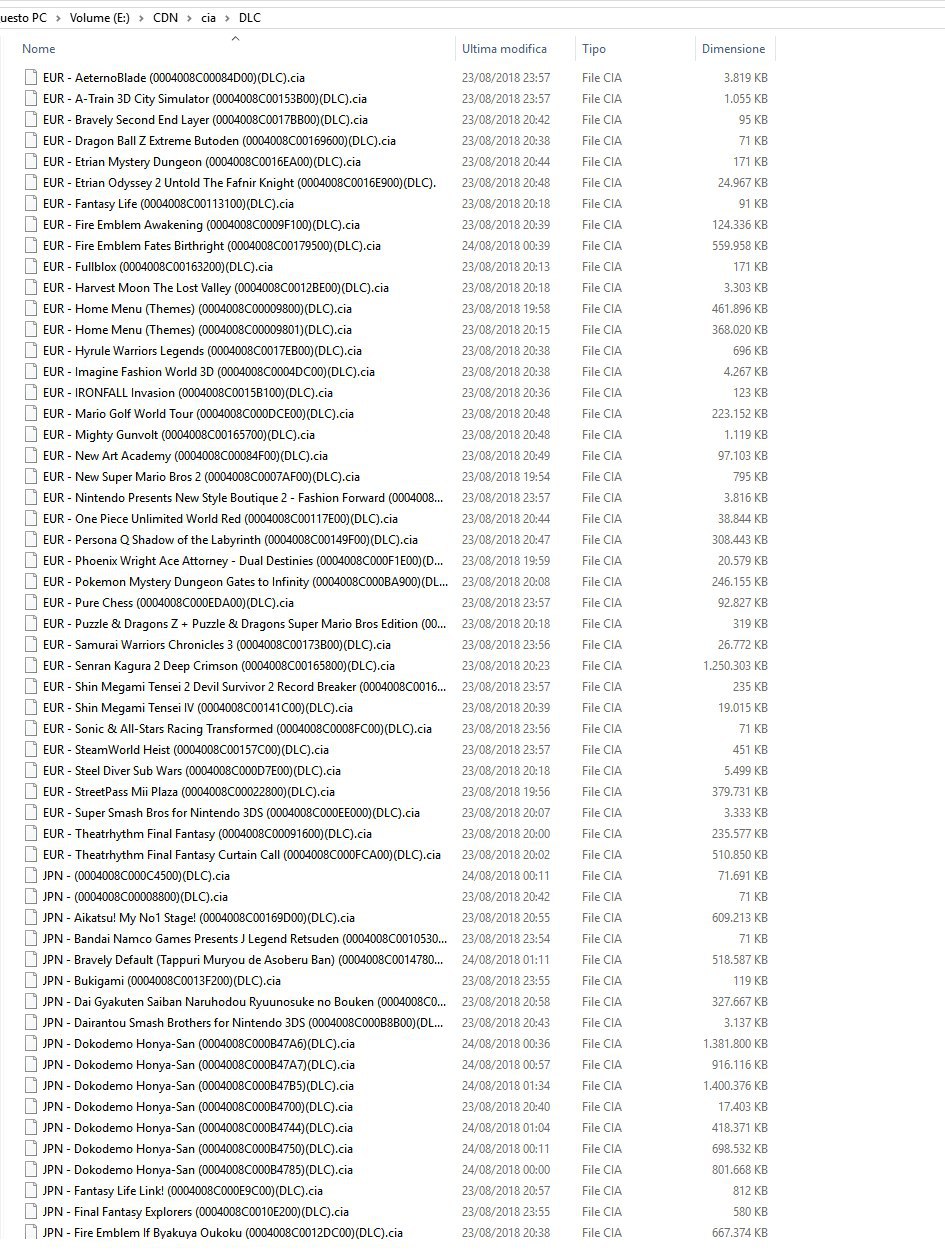 uesto PC > Volume (E:) > CDN > cia > DLC
Nome Ultima modifica Tipo Dimensione
EUR - AeternoBlade (0004008C00084D00)(DLC).cia 23/08/2018 23:57 File CIA 3.819 KB
EUR - A-Train 3D City Simulator (0004008C00153B00)(DLC).cia 23/08/2018 23:57 File CIA 1.055 KB
EUR - Bravely Second End Layer (0004008C0017BB00)(DLC).cia 23/08/2018 20:42 File CIA 95 KB
EUR - Dragon Ball Z Extreme Butoden (0004008C00169600)(DLC).cia 23/08/2018 20:38 File CIA 71 KB
EUR - Etrian Mystery Dungeon (0004008C0016EA00)(DLC).cia 23/08/2018 20:44 File CIA 171 KB
EUR - Etrian Odyssey 2 Untold The Fafnir Knight (0004008C0016E900)(DLC). 23/08/2018 20:48 File CIA 24.967 KB
EUR - Fantasy Life (0004008C00113100)(DLC).cia 23/08/2018 20:18 File CIA 91 KB
EUR - Fire Emblem Awakening (0004008C0009F100)(DLC).cia 23/08/2018 20:39 File CIA 124.336 KB
EUR - Fire Emblem Fates Birthright (0004008C00179500)(DLC).cia 24/08/2018 00:39 File CIA 559.958 KB
EUR - Fullblox (0004008C00163200)(DLC).cia 23/08/2018 20:13 File CIA 171 KB
EUR - Harvest Moon The Lost Valley (0004008C0012BE00)(DLC).cia 23/08/2018 20:18 File CIA 3.303 KB
EUR - Home Menu (Themes) (0004008C00009800)(DLC).cia 23/08/2018 19:58 File CIA 461.896 KB
EUR - Home Menu (Themes) (0004008C00009801)(DLC).cia 23/08/2018 20:15 File CIA 368.020 KB
EUR - Hyrule Warriors Legends (0004008C0017EB00)(DLC).cia 23/08/2018 20:38 File CIA 696 KB
EUR - Imagine Fashion World 3D (0004008C0004DC00)(DLC).cia 23/08/2018 20:38 File CIA 4.267 KB
EUR - IRONFALL Invasion (0004008C0015B100)(DLC).cia 23/08/2018 20:36 File CIA 123 KB
EUR - Mario Golf World Tour (0004008C000DCE00)(DLC).cia 23/08/2018 20:48 File CIA 223.152 KB
EUR - Mighty Gunvolt (0004008C00165700)(DLC).cia 23/08/2018 20:48 File CIA 1.119 KB
EUR - New Art Academy (0004008C00084F00)(DLC).cia 23/08/2018 20:49 File CIA 97.103 KB
EUR - New Super Mario Bros 2 (0004008C0007AF00)(DLC).cia 23/08/2018 19:54 File CIA 795 KB
EUR - Nintendo Presents New Style Boutique 2 - Fashion Forward (0004008... 23/08/2018 23:57 File CIA 3.816 KB
EUR - One Piece Unlimited World Red (0004008C00117E00)(DLC).cia 23/08/2018 20:44 File CIA 38.844 KB
EUR - Persona Q Shadow of the Labyrinth (0004008C00149F00)(DLC).cia 23/08/2018 20:47 File CIA 308.443 KB
EUR - Phoenix Wright Ace Attorney - Dual Destinies (0004008C000F1E00)(D... 23/08/2018 19:59 File CIA 20.579 KB
EUR - Pokemon Mystery Dungeon Gates to Infinity (0004008C000BA900)(DL... 23/08/2018 20:08 File CIA 246.155 KB
EUR - Pure Chess (0004008C000EDA00)(DLC).cia 23/08/2018 23:57 File CIA 92.827 KB
EUR - Puzzle & Dragons Z + Puzzle & Dragons Super Mario Bros Edition (00... 23/08/2018 20:18 File CIA 319 KB
EUR - Samurai Warriors Chronicles 3 (0004008C00173B00)(DLC).cia 23/08/2018 23:56 File CIA 26.772 KB
EUR - Senran Kagura 2 Deep Crimson (0004008C00165800)(DLC).cia 23/08/2018 20:23 File CIA 1.250.303 KB
EUR - Shin Megami Tensei 2 Devil Survivor 2 Record Breaker (0004008C0016... 23/08/2018 23:57 File CIA 235 KB
EUR - Shin Megami Tensei IV (0004008C00141C00)(DLC).cia 23/08/2018 20:39 File CIA 19.015 KB
EUR - Sonic & All-Stars Racing Transformed (0004008C0008FC00)(DLC).cia 23/08/2018 23:56 File CIA 71 KB
EUR - SteamWorld Heist (0004008C00157C00)(DLC).cia 23/08/2018 23:57 File CIA 451 KB
EUR - Steel Diver Sub Wars (0004008C000D7E00)(DLC).cia 23/08/2018 20:18 File CIA 5.499 KB
EUR - StreetPass Mii Plaza (0004008C00022800)(DLC).cia 23/08/2018 19:56 File CIA 379.731 KB
EUR - Super Smash Bros for Nintendo 3DS (0004008C000EE000)(DLC).cia 23/08/2018 20:07 File CIA 3.333 KB
EUR - Theatrhythm Final Fantasy (0004008C00091600)(DLC).cia 23/08/2018 20:00 File CIA 235.577 KB
EUR - Theatrhythm Final Fantasy Curtain Call (0004008C000FCA00)(DLC).cia 23/08/2018 20:02 File CIA 510.850 KB
JPN - (0004008C000C4500)(DLC).cia 24/08/2018 00:11 File CIA 71.691 KB
JPN - (0004008C00008800)(DLC).cia 23/08/2018 20:42 File CIA 71 KB
JPN - Aikatsu! My No1 Stage! (0004008C00169D00)(DLC).cia 23/08/2018 20:55 File CIA 609.213 KB
JPN - Bandai Namco Games Presents J Legend Retsuden (0004008C0010530... 23/08/2018 23:54 File CIA 71 KB
JPN - Bravely Default (Tappuri Muryou de Asoberu Ban) (0004008C0014780... 24/08/2018 01:11 File CIA 518.587 KB
JPN - Bukigami (0004008C0013F200)(DLC).cia 23/08/2018 23:55 File CIA 119 KB
JPN - Dai Gyakuten Saiban Naruhodou Ryuunosuke no Bouken (0004008C0... 23/08/2018 20:58 File CIA 327.667 KB
JPN - Dairantou Smash Brothers for Nintendo 3DS (0004008C000B8B00)(DL... 23/08/2018 20:43 File CIA 3.137 KB
JPN - Dokodemo Honya-San (0004008C000B47A6)(DLC).cia 24/08/2018 00:36 File CIA 1.381.800 KB
JPN - Dokodemo Honya-San (0004008C000B47A7)(DLC).cia 24/08/2018 00:57 File CIA 916.116 KB
JPN - Dokodemo Honya-San (0004008C000B47B5)(DLC).cia 24/08/2018 01:34 File CIA 1.400.376 KB
JPN - Dokodemo Honya-San (0004008C000B4700)(DLC).cia 23/08/2018 20:40 File CIA 17.403 KB
JPN - Dokodemo Honya-San (0004008C000B4744)(DLC).cia 24/08/2018 01:04 File CIA 418.371 KB
JPN - Dokodemo Honya-San (0004008C000B4750)(DLC).cia 24/08/2018 00:11 File CIA 698.532 KB
JPN - Dokodemo Honya-San (0004008C000B4785)(DLC).cia 24/08/2018 00:00 File CIA 801.668 KB
JPN - Fantasy Life Link! (0004008C000E9C00)(DLC).cia 23/08/2018 20:57 File CIA 812 KB
JPN - Final Fantasy Explorers (0004008C0010E200)(DLC).cia 23/08/2018 23:55 File CIA 580 KB
JPN - Fire Emblem If Byakuya Oukoku (0004008C0012DC00)(DLC).cia 23/08/2018 20:38 File CIA 667.374 KB